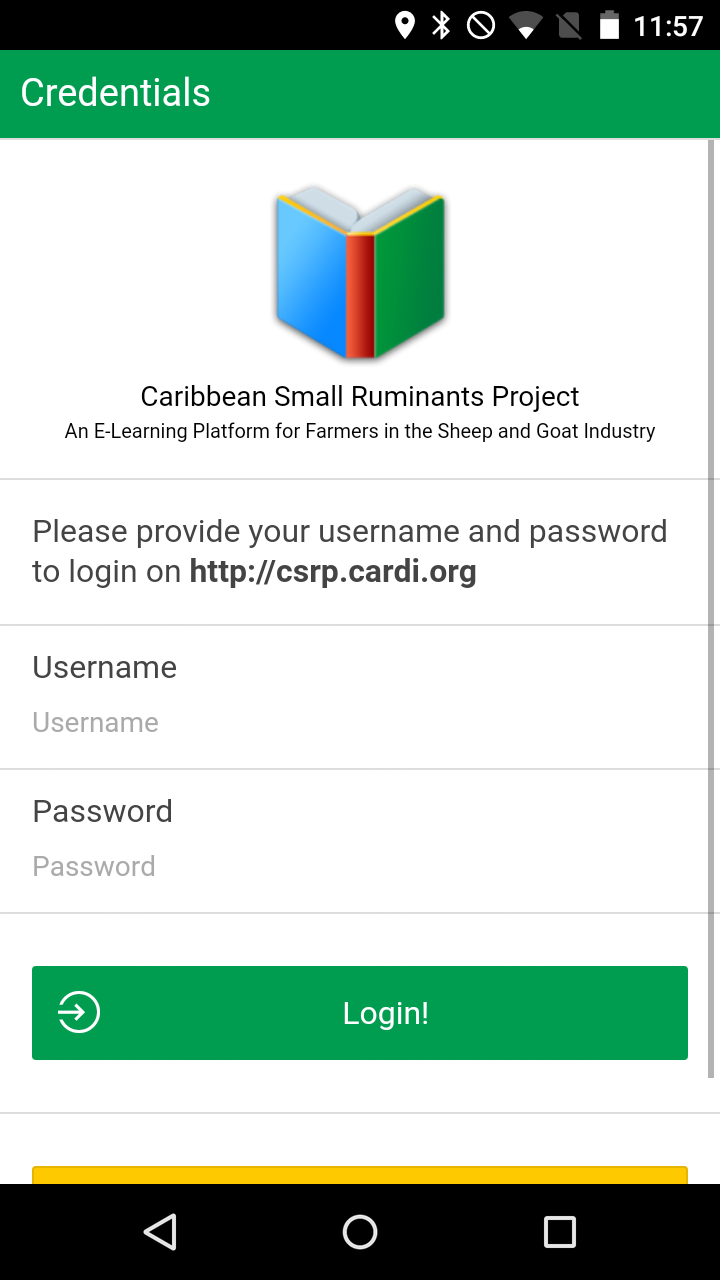 11:57
Credentials
Caribbean Small Ruminants Project
An E-Learning Platform for Farmers in the Sheep and Goat Industry
Please provide your username and password
to login on http://csrp.cardi.org
Username
Username
Password
Password
Login!